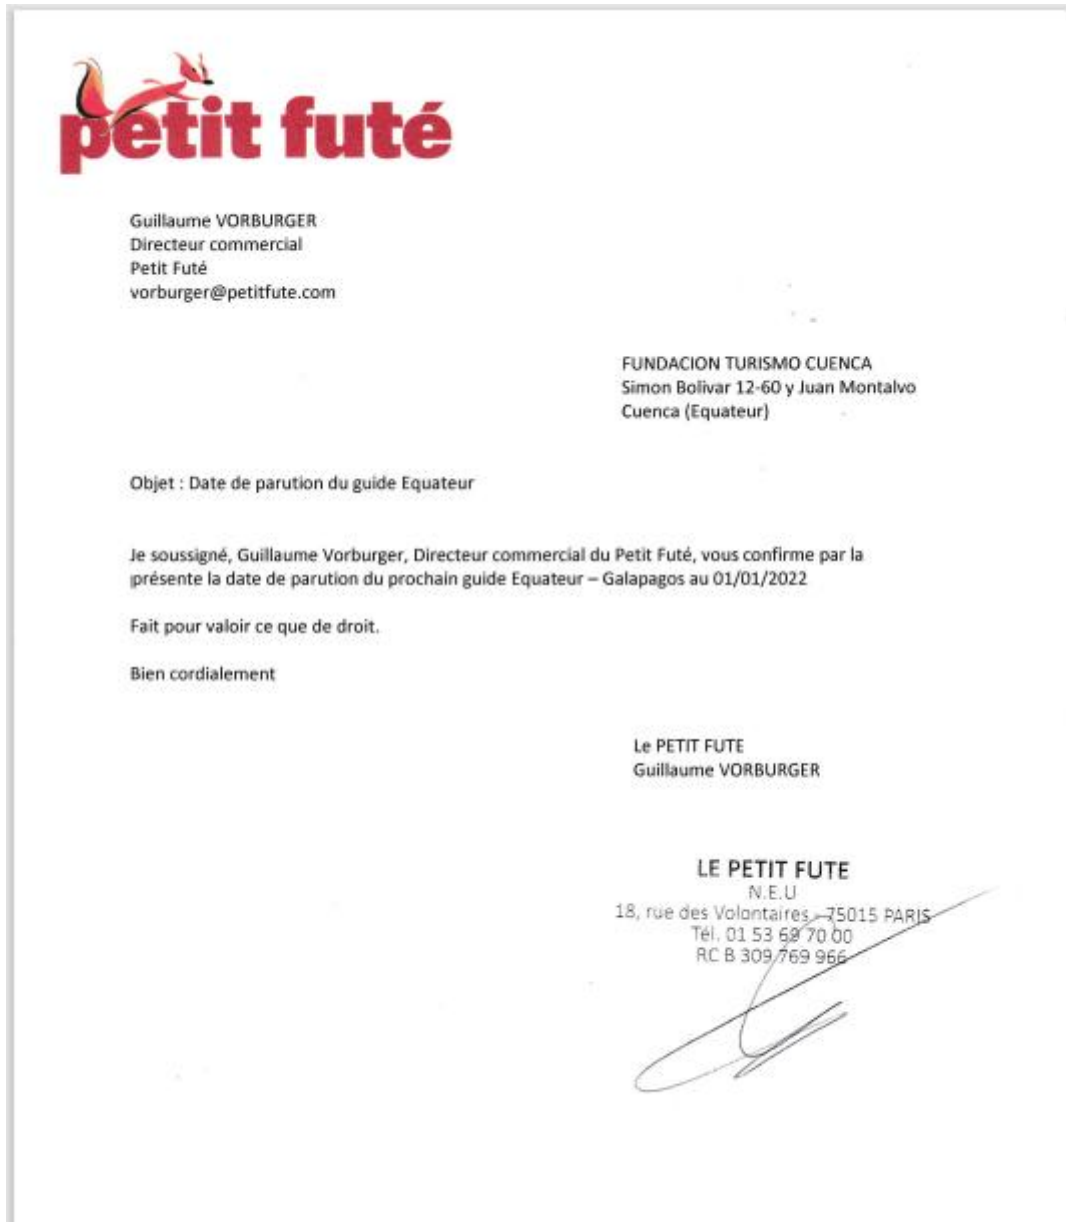 petit futé
Guillaume VORBURGER
Directeur commercial
Petit Futé
vorburger@petitfute.com
FUNDACION TURISMO CUENCA
Simon Bolivar 12-60 y Juan Montalvo
Cuenca (Equateur)
Objet : Date de parution du guide Equateur
Je soussigné, Guillaume Vorburger, Directeur commercial du Petit Futé, vous confirme par la
présente la date de parution du prochain guide Equateur – Galapagos au 01/01/2022
Fait pour valoir ce que de droit.
Bien cordialement
Le PETIT FUTE
Guillaume VORBURGER
LE PETIT FUTE
N.E.U
18, rue des Volontaires - 75015 PARIS
Tél. 01 53 69 70 00
RC B 309 769 966